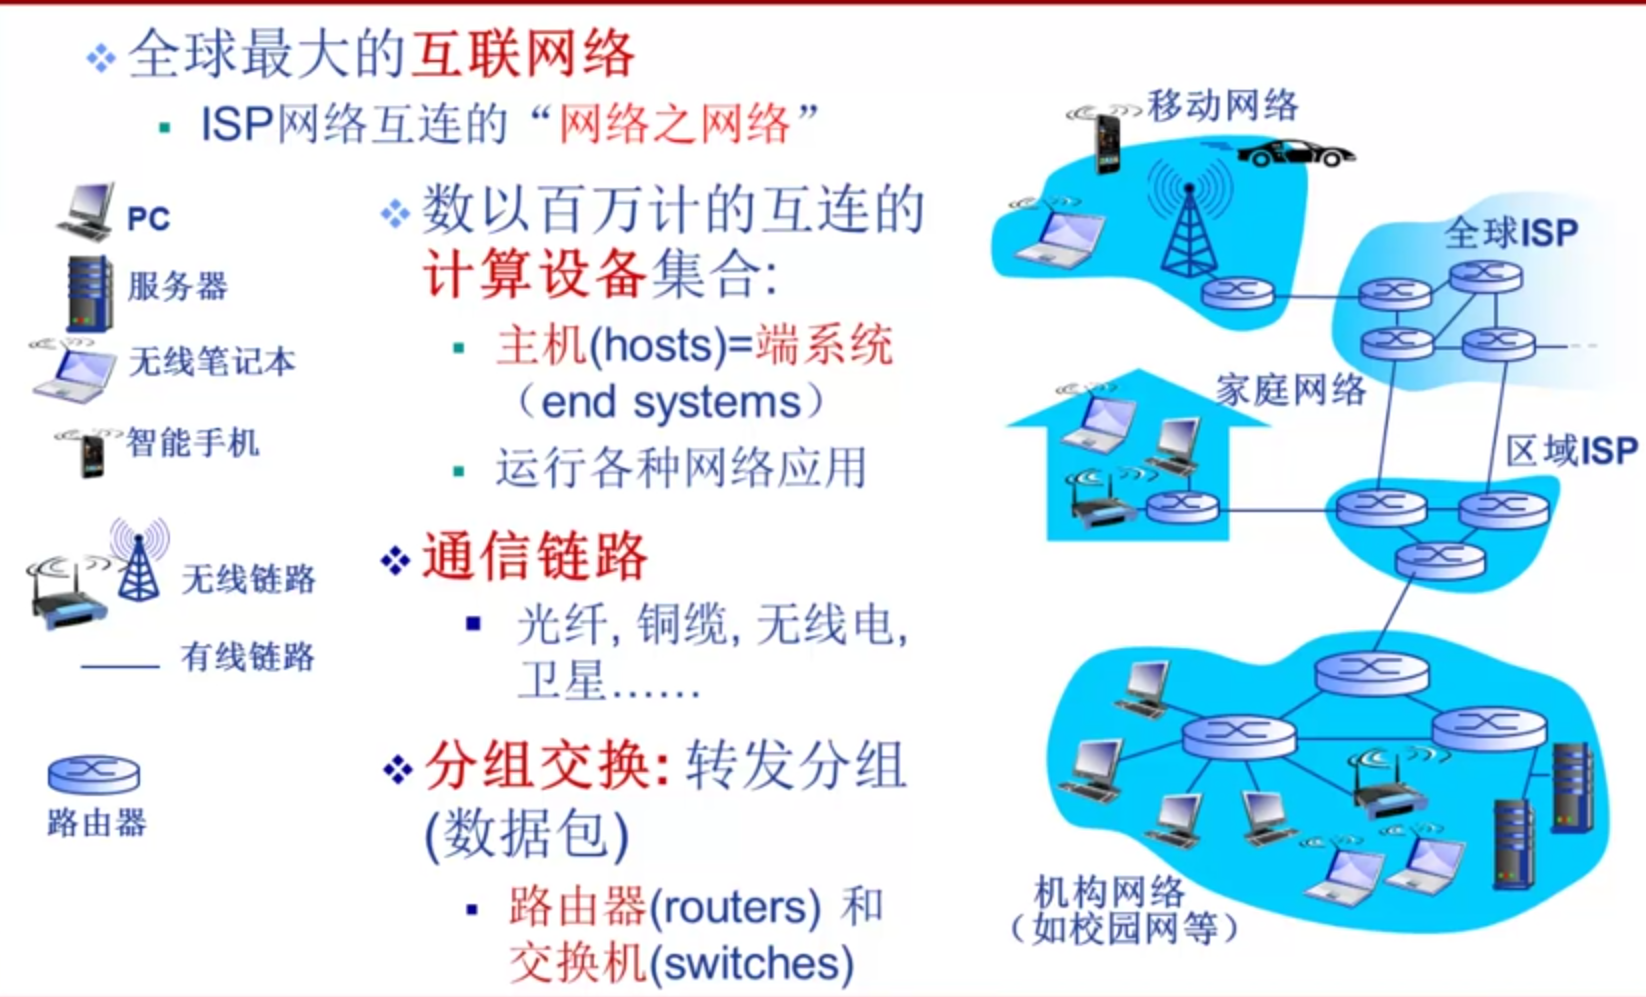 全球最大的互联网络
ISP网络互连的“网络之网络”
PC
服务器
无线笔记本
智能手机
无线链路
有线链路
路由器
数以百万计的互连的
计算设备集合:
主机(hosts)=端系统
（end systems）
运行各种网络应用
通信链路
光纤, 铜缆, 无线电,
卫星……
分组交换: 转发分组
(数据包)
路由器(routers) 和
交换机(switches)
移动网络
全球ISP
家庭网络
区域ISP
机构网络
（如校园网等）